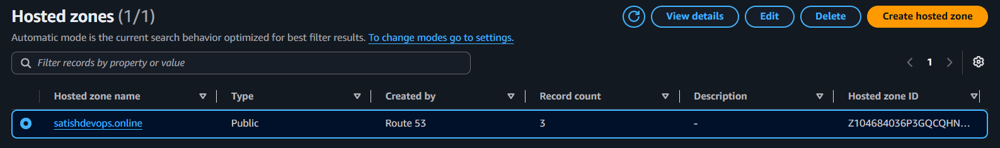 Hosted zones (1/1)
View details
Edit
Delete
Create hosted zone
Automatic mode is the current search behavior optimized for best filter results. To change modes go to settings.
Filter records by property or value
1
Hosted zone name
Type
Created by
Record count
Description
Hosted zone ID
satishdevops.online
Public
Route 53
3
-
Z104684036P3GQCQHN...